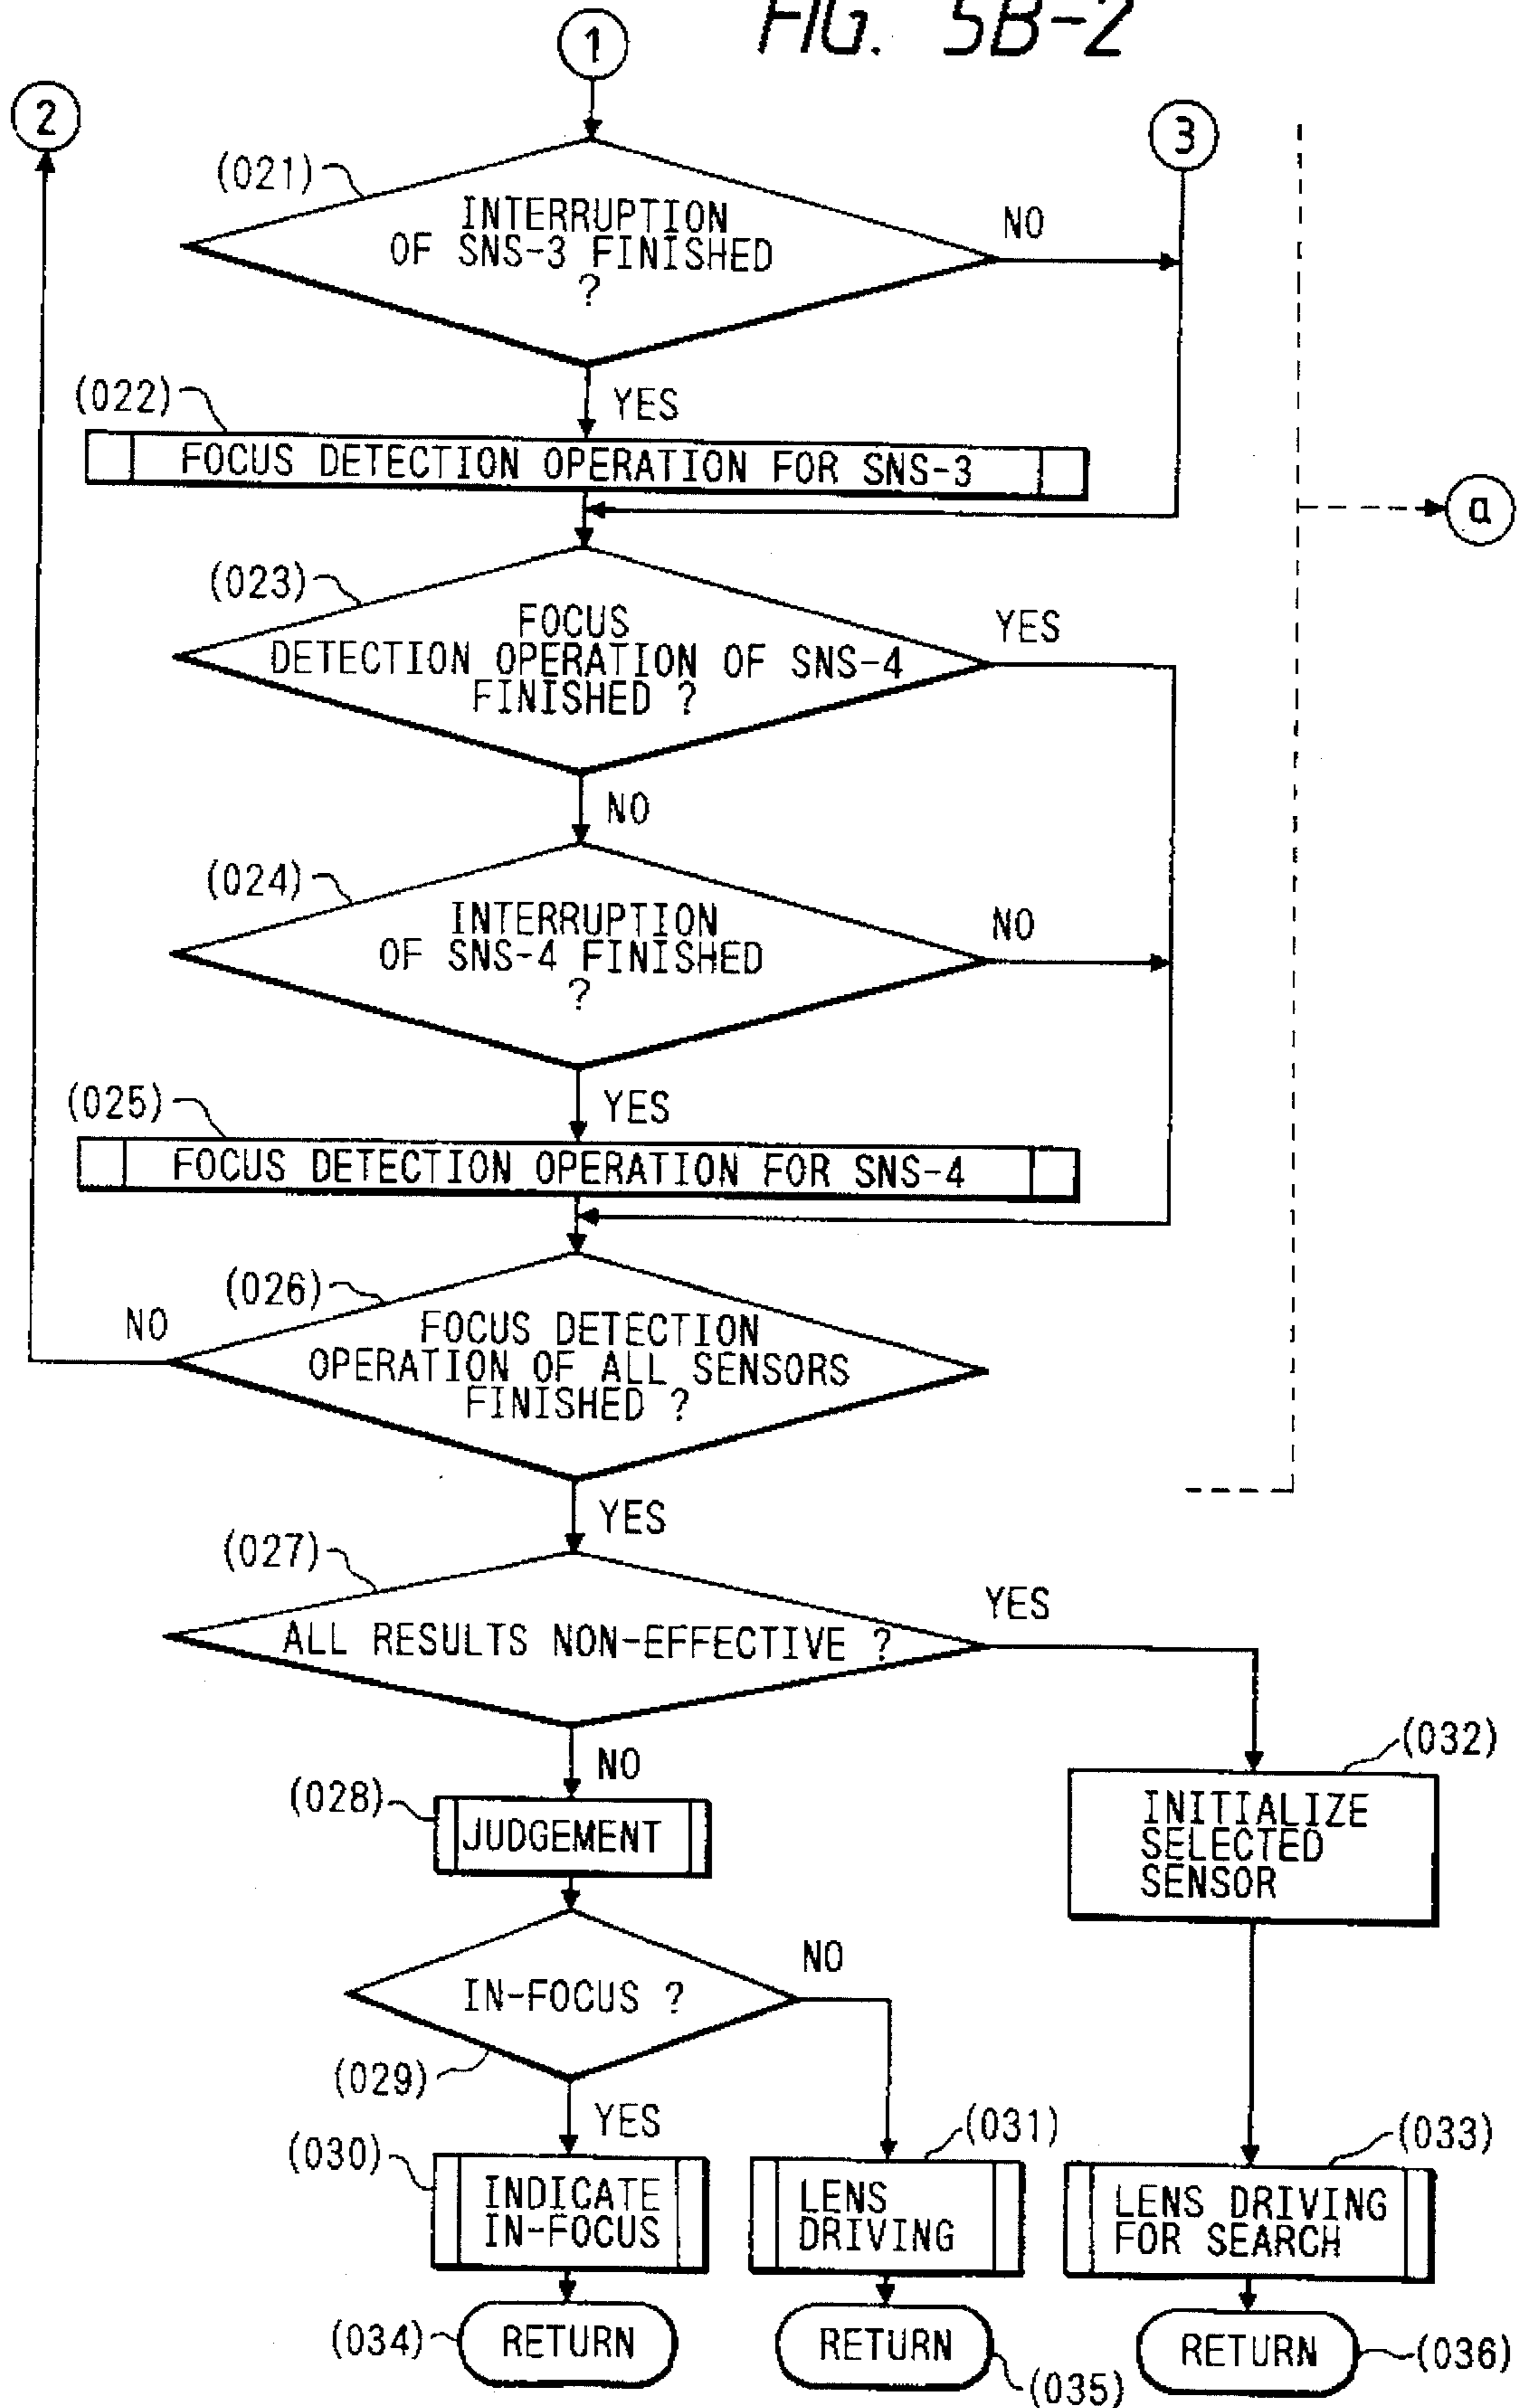 FIG. 5B-2
1
2
3
(021)
INTERRUPTION
OF SNS-3 FINISHED
?
NO
YES
(022)
FOCUS DETECTION OPERATION FOR SNS-3
a
(023)
FOCUS
DETECTION OPERATION OF SNS-4
FINISHED ?
YES
NO
(024)
INTERRUPTION
OF SNS-4 FINISHED
?
NO
YES
(025)
FOCUS DETECTION OPERATION FOR SNS-4
(026)
FOCUS DETECTION
OPERATION OF ALL SENSORS
FINISHED ?
NO
YES
(027)
ALL RESULTS NON-EFFECTIVE ?
YES
NO
(028)
JUDGEMENT
(032)
INITIALIZE
SELECTED
SENSOR
IN-FOCUS ?
NO
(029)
YES
(030)
INDICATE
IN-FOCUS
(031)
LENS
DRIVING
(033)
LENS DRIVING
FOR SEARCH
(034)
RETURN
RETURN
(035)
RETURN
(036)